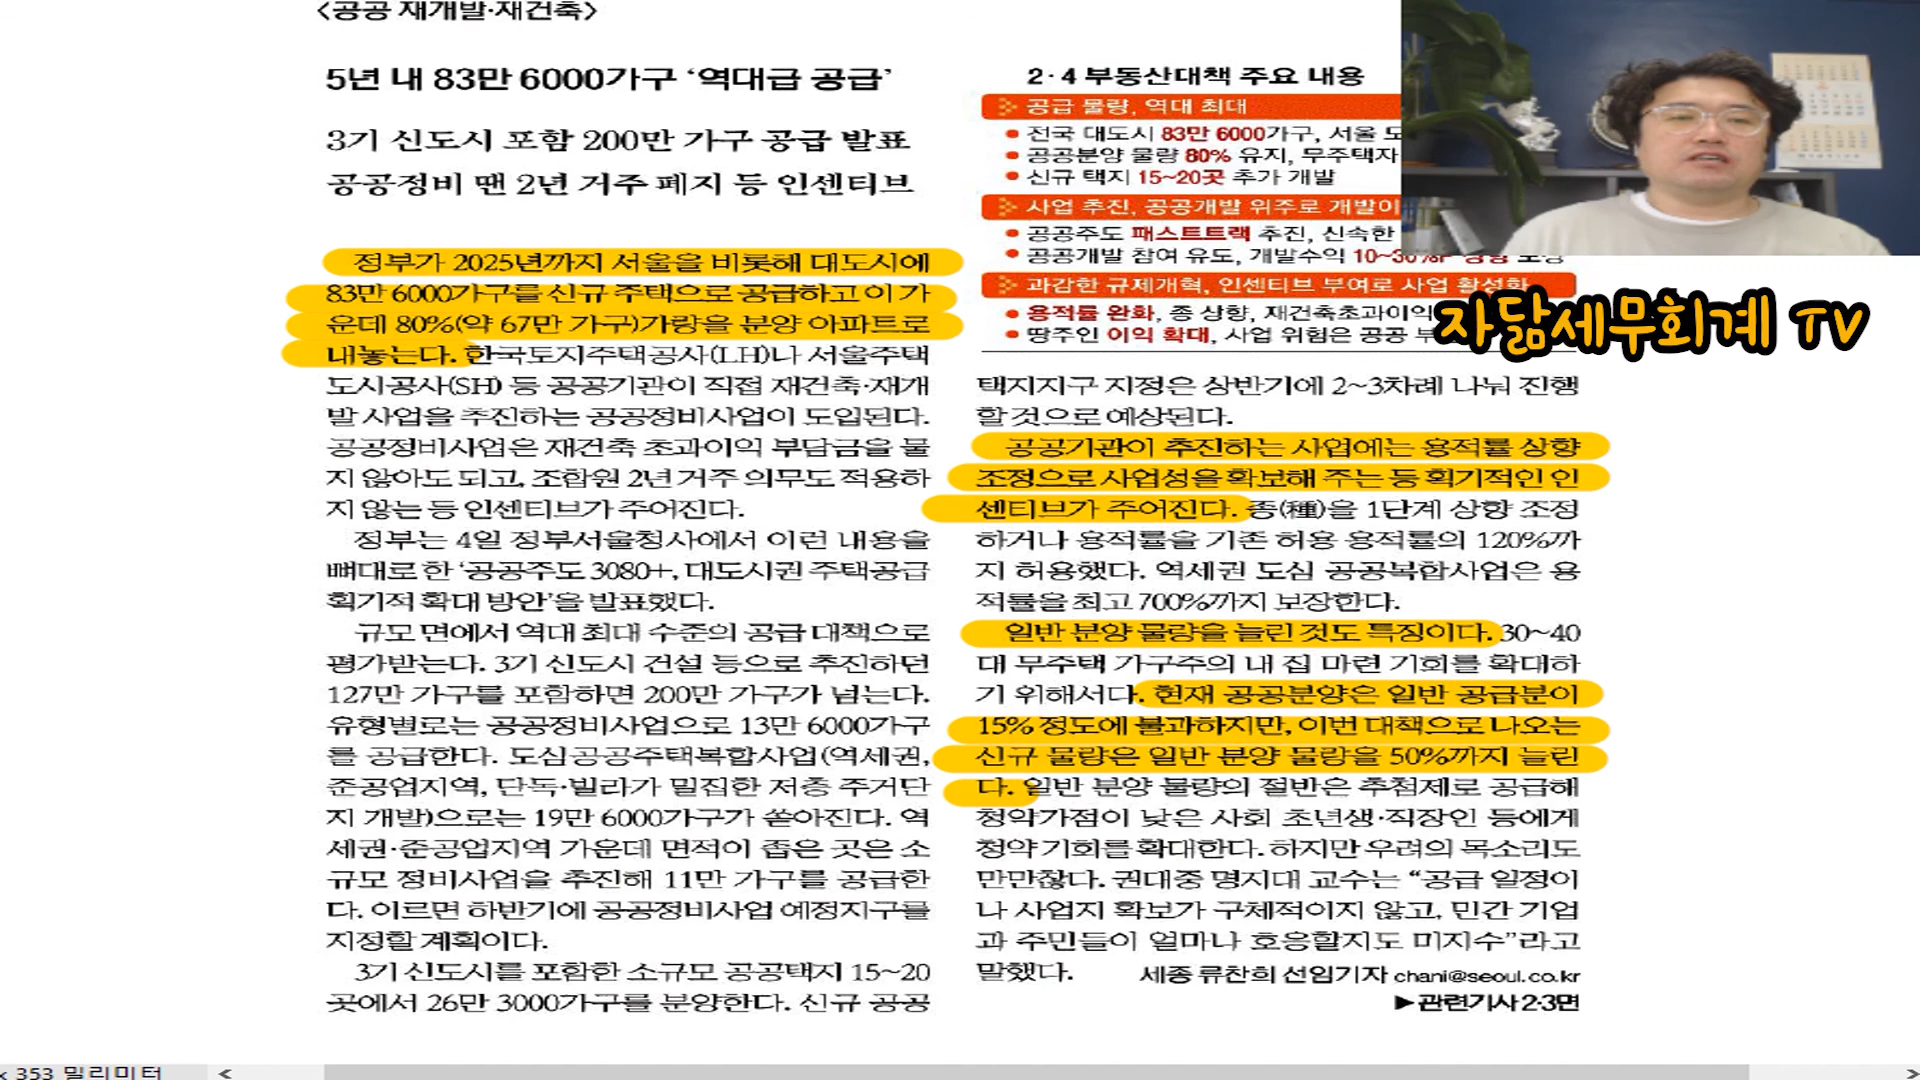 <공공 재개발·재건축>
5년 내 83만 6000가구 ‘역대급 공급’
3기 신도시 포함 200만 가구 공급 발표
공공정비 땐 2년 거주 폐지 등 인센티브
정부가 2025년까지 서울을 비롯해 대도시에
83만 6000가구를 신규 주택으로 공급하고 이 가
운데 80%(약 67만 가구)가량을 분양 아파트로
내놓는다. 한국토지주택공사(LH)나 서울주택
도시공사(SH) 등 공공기관이 직접 재건축·재개
발 사업을 추진하는 공공정비사업이 도입된다.
공공정비사업은 재건축 초과이익 부담금을 물
지 않아도 되고, 조합원 2년 거주 의무도 적용하
지 않는 등 인센티브가 주어진다.
정부는 4일 정부서울청사에서 이런 내용을
뼈대로 한 ‘공공주도 3080+, 대도시권 주택공급
획기적 확대 방안’을 발표했다.
규모 면에서 역대 최대 수준의 공급 대책으로
평가받는다. 3기 신도시 건설 등으로 추진하던
127만 가구를 포함하면 200만 가구가 넘는다.
유형별로는 공공정비사업으로 13만 6000가구
를 공급한다. 도심공공주택복합사업(역세권,
준공업지역, 단독·빌라가 밀집한 저층 주거단
지 개발)으로는 19만 6000가구가 쏟아진다. 역
세권·준공업지역 가운데 면적이 좁은 곳은 소
규모 정비사업을 추진해 11만 가구를 공급한
다. 이르면 하반기에 공공정비사업 예정지구를
지정할 계획이다.
3기 신도시를 포함한 소규모 공공택지 15~20
곳에서 26만 3000가구를 분양한다. 신규 공공
2·4 부동산대책 주요 내용
공급 물량, 역대 최대
전국 대도시 83만 6000가구, 서울 도
공공분양 물량 80% 유지, 무주택자
신규 택지 15~20곳 추가 개발
사업 추진, 공공개발 위주로 개발이
공공주도 패스트트랙 추진, 신속한
공공개발 참여 유도, 개발수익 10~30%P 상향 보장
과감한 규제개혁, 인센티브 부여로 사업 활성화
용적률 완화, 종 상향, 재건축초과이익
땅주인 이익 확대, 사업 위험은 공공 부
자닮세무회계 TV
택지지구 지정은 상반기에 2~3차례 나눠 진행
할 것으로 예상된다.
공공기관이 추진하는 사업에는 용적률 상향
조정으로 사업성을 확보해 주는 등 획기적인 인
센티브가 주어진다. 종(種)을 1단계 상향 조정
하거나 용적률을 기존 허용 용적률의 120%까
지 허용했다. 역세권 도심 공공복합사업은 용
적률을 최고 700%까지 보장한다.
일반 분양 물량을 늘린 것도 특징이다. 30~40
대 무주택 가구주의 내 집 마련 기회를 확대하
기 위해서다. 현재 공공분양은 일반 공급분이
15% 정도에 불과하지만, 이번 대책으로 나오는
신규 물량은 일반 분양 물량을 50%까지 늘린
다. 일반 분양 물량의 절반은 추첨제로 공급해
청약가점이 낮은 사회 초년생·직장인 등에게
청약 기회를 확대한다. 하지만 우려의 목소리도
만만찮다. 권대중 명지대 교수는 “공급 일정이
나 사업지 확보가 구체적이지 않고, 민간 기업
과 주민들이 얼마나 호응할지도 미지수”라고
말했다. 세종 류찬희 선임기자 chani@seoul.co.kr
▶관련기사 2·3면
353 밀리미터